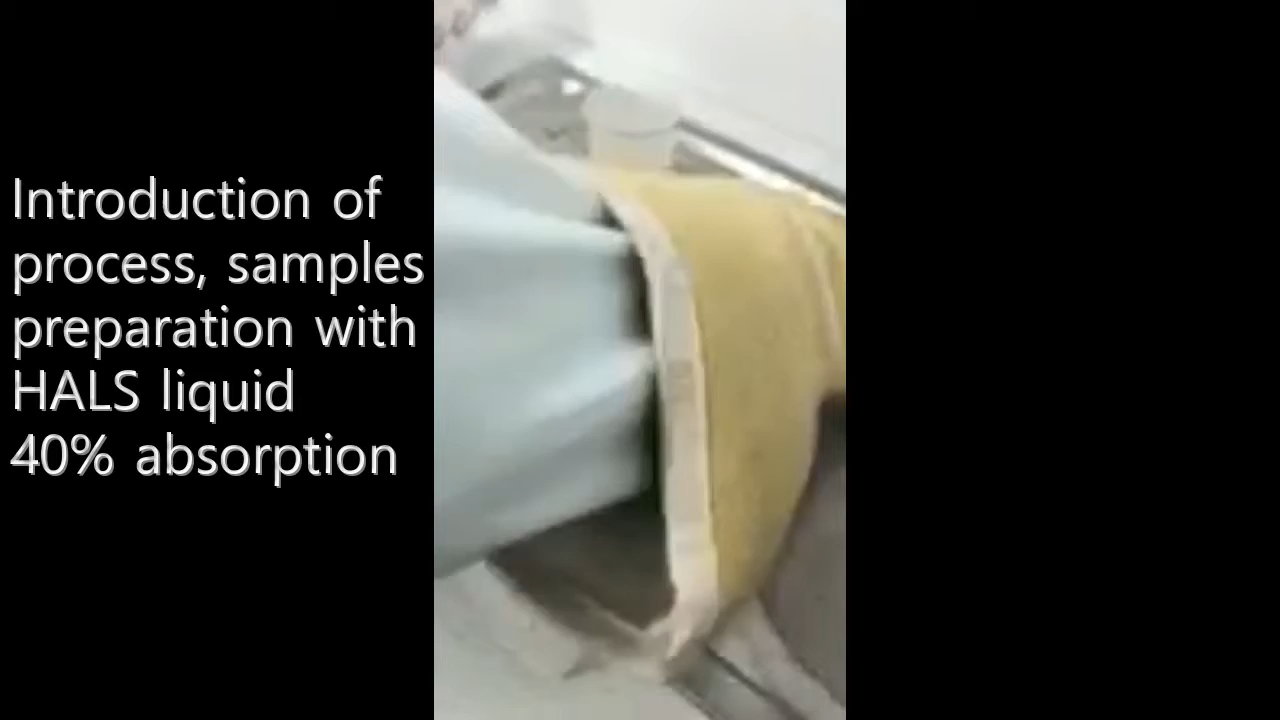 Introduction of
process, samples
preparation with
HALS liquid
40% absorption